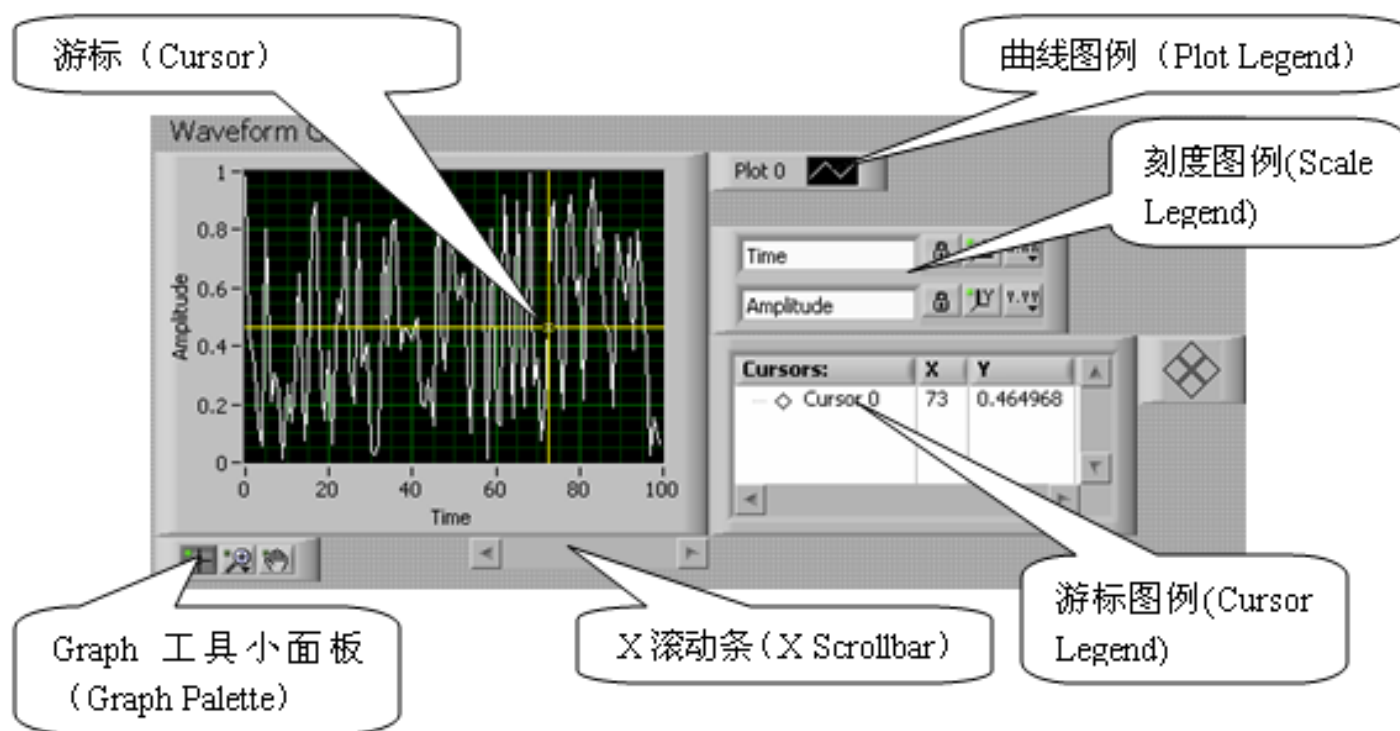 游标（Cursor）
曲线图例（Plot Legend）
Waveform
刻度图例(Scale
Legend)
Plot 0
Time
Amplitude
Cursors: X Y
Cursor 0 73 0.464968
Amplitude
1
0.8
0.6
0.4
0.2
0
0 20 40 60 80 100
Time
Graph 工具小面板
（Graph Palette）
X 滚动条（X Scrollbar）
游标图例(Cursor
Legend)